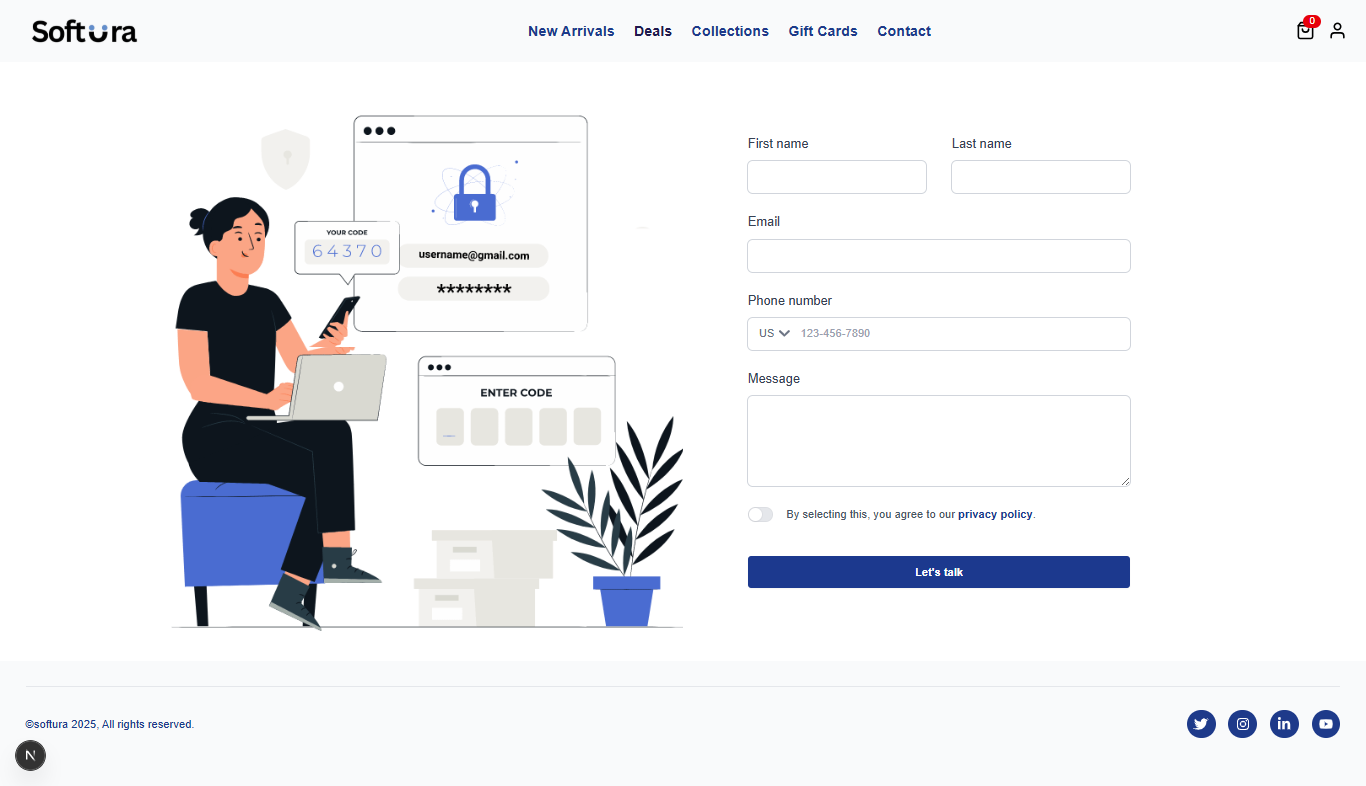 Softura
New Arrivals Deals Collections Gift Cards Contact
0
First name Last name
YOUR CODE
64370
username@gmail.com
********
Email
Phone number
US 123-456-7890
Message
ENTER CODE
By selecting this, you agree to our privacy policy.
Let's talk
©softura 2025, All rights reserved.
N